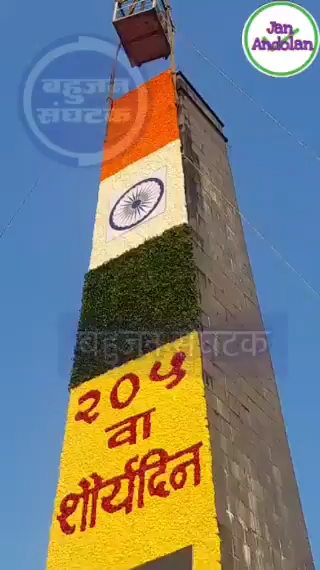 Jan
Andolan
बहुजन
संघटक
बहुजन संघटक
२०५
वा
शौर्यदिन